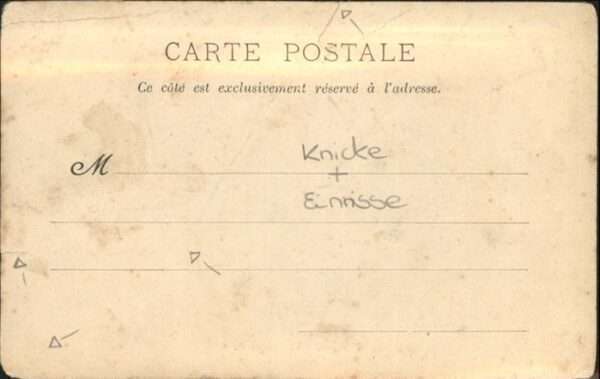 CARTE POSTALE
Ce côté est exclusivement réservé à l'adresse.
M
Knicke
+
Einrisse